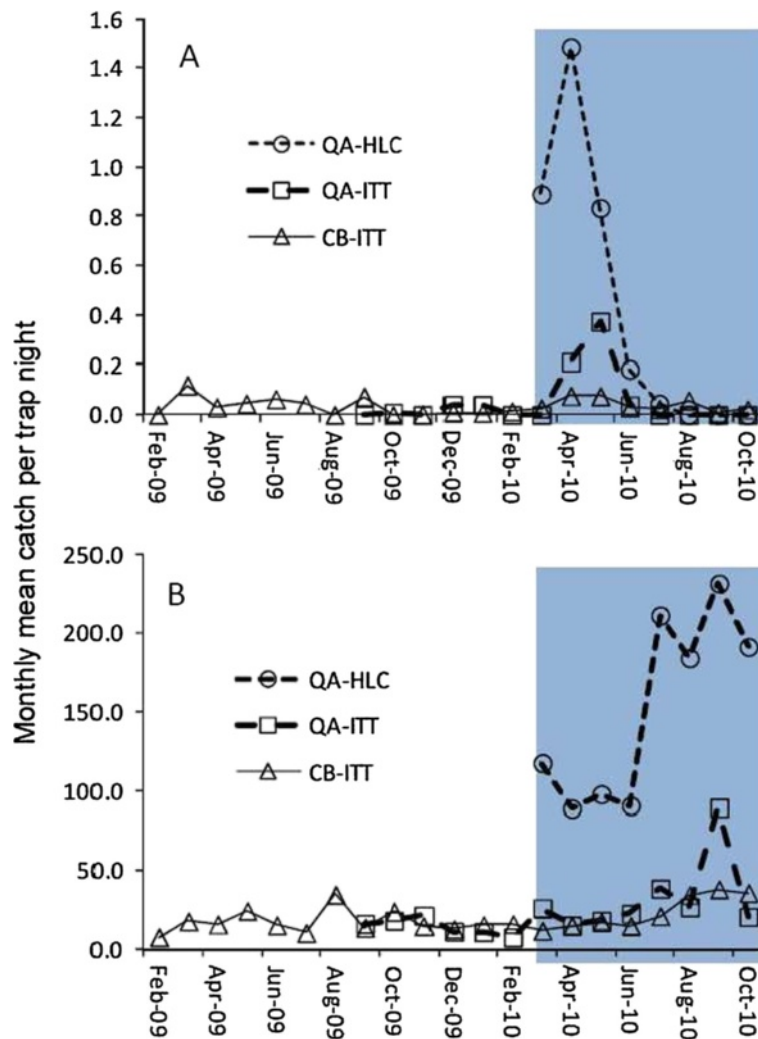 Monthly mean catch per trap night
A
1.6
1.4
1.2
1.0
0.8
0.6
0.4
0.2
0.0
QA-HLC
QA-ITT
CB-ITT
Feb-09
Apr-09
Jun-09
Aug-09
Oct-09
Dec-09
Feb-10
Apr-10
Jun-10
Aug-10
Oct-10
B
250.0
200.0
150.0
100.0
50.0
0.0
QA-HLC
QA-ITT
CB-ITT
Feb-09
Apr-09
Jun-09
Aug-09
Oct-09
Dec-09
Feb-10
Apr-10
Jun-10
Aug-10
Oct-10